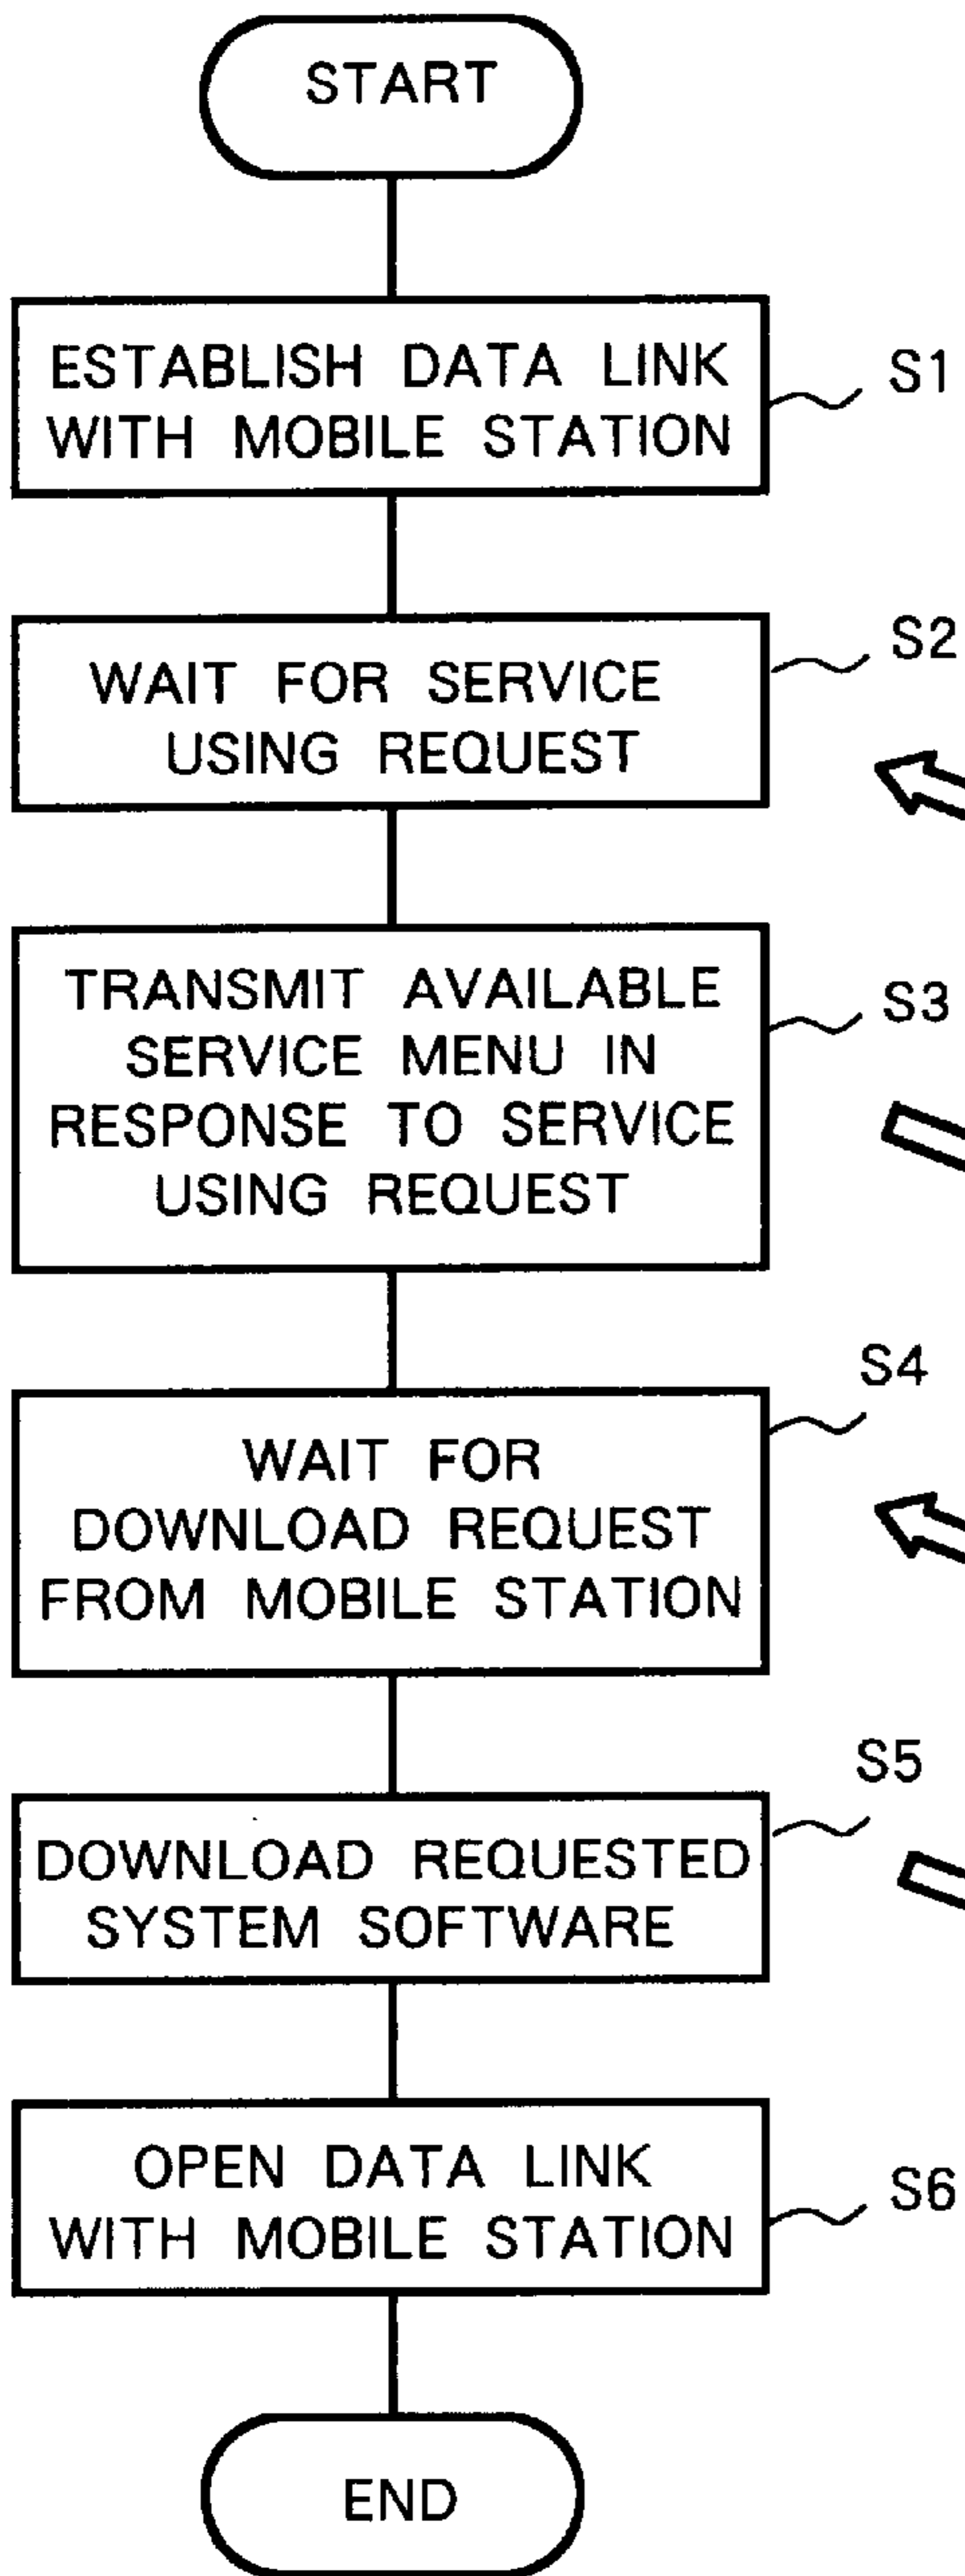 START
ESTABLISH DATA LINK
WITH MOBILE STATION
S1
WAIT FOR SERVICE
USING REQUEST
S2
TRANSMIT AVAILABLE
SERVICE MENU IN
RESPONSE TO SERVICE
USING REQUEST
S3
WAIT FOR
DOWNLOAD REQUEST
FROM MOBILE STATION
S4
DOWNLOAD REQUESTED
SYSTEM SOFTWARE
S5
OPEN DATA LINK
WITH MOBILE STATION
S6
END